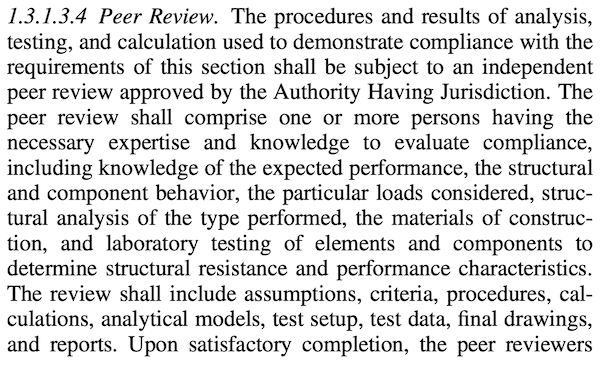 1.3.1.3.4 Peer Review. The procedures and results of analysis,
testing, and calculation used to demonstrate compliance with the
requirements of this section shall be subject to an independent
peer review approved by the Authority Having Jurisdiction. The
peer review shall comprise one or more persons having the
necessary expertise and knowledge to evaluate compliance,
including knowledge of the expected performance, the structural
and component behavior, the particular loads considered, struc-
tural analysis of the type performed, the materials of construc-
tion, and laboratory testing of elements and components to
determine structural resistance and performance characteristics.
The review shall include assumptions, criteria, procedures, cal-
culations, analytical models, test setup, test data, final drawings,
and reports. Upon satisfactory completion, the peer reviewers